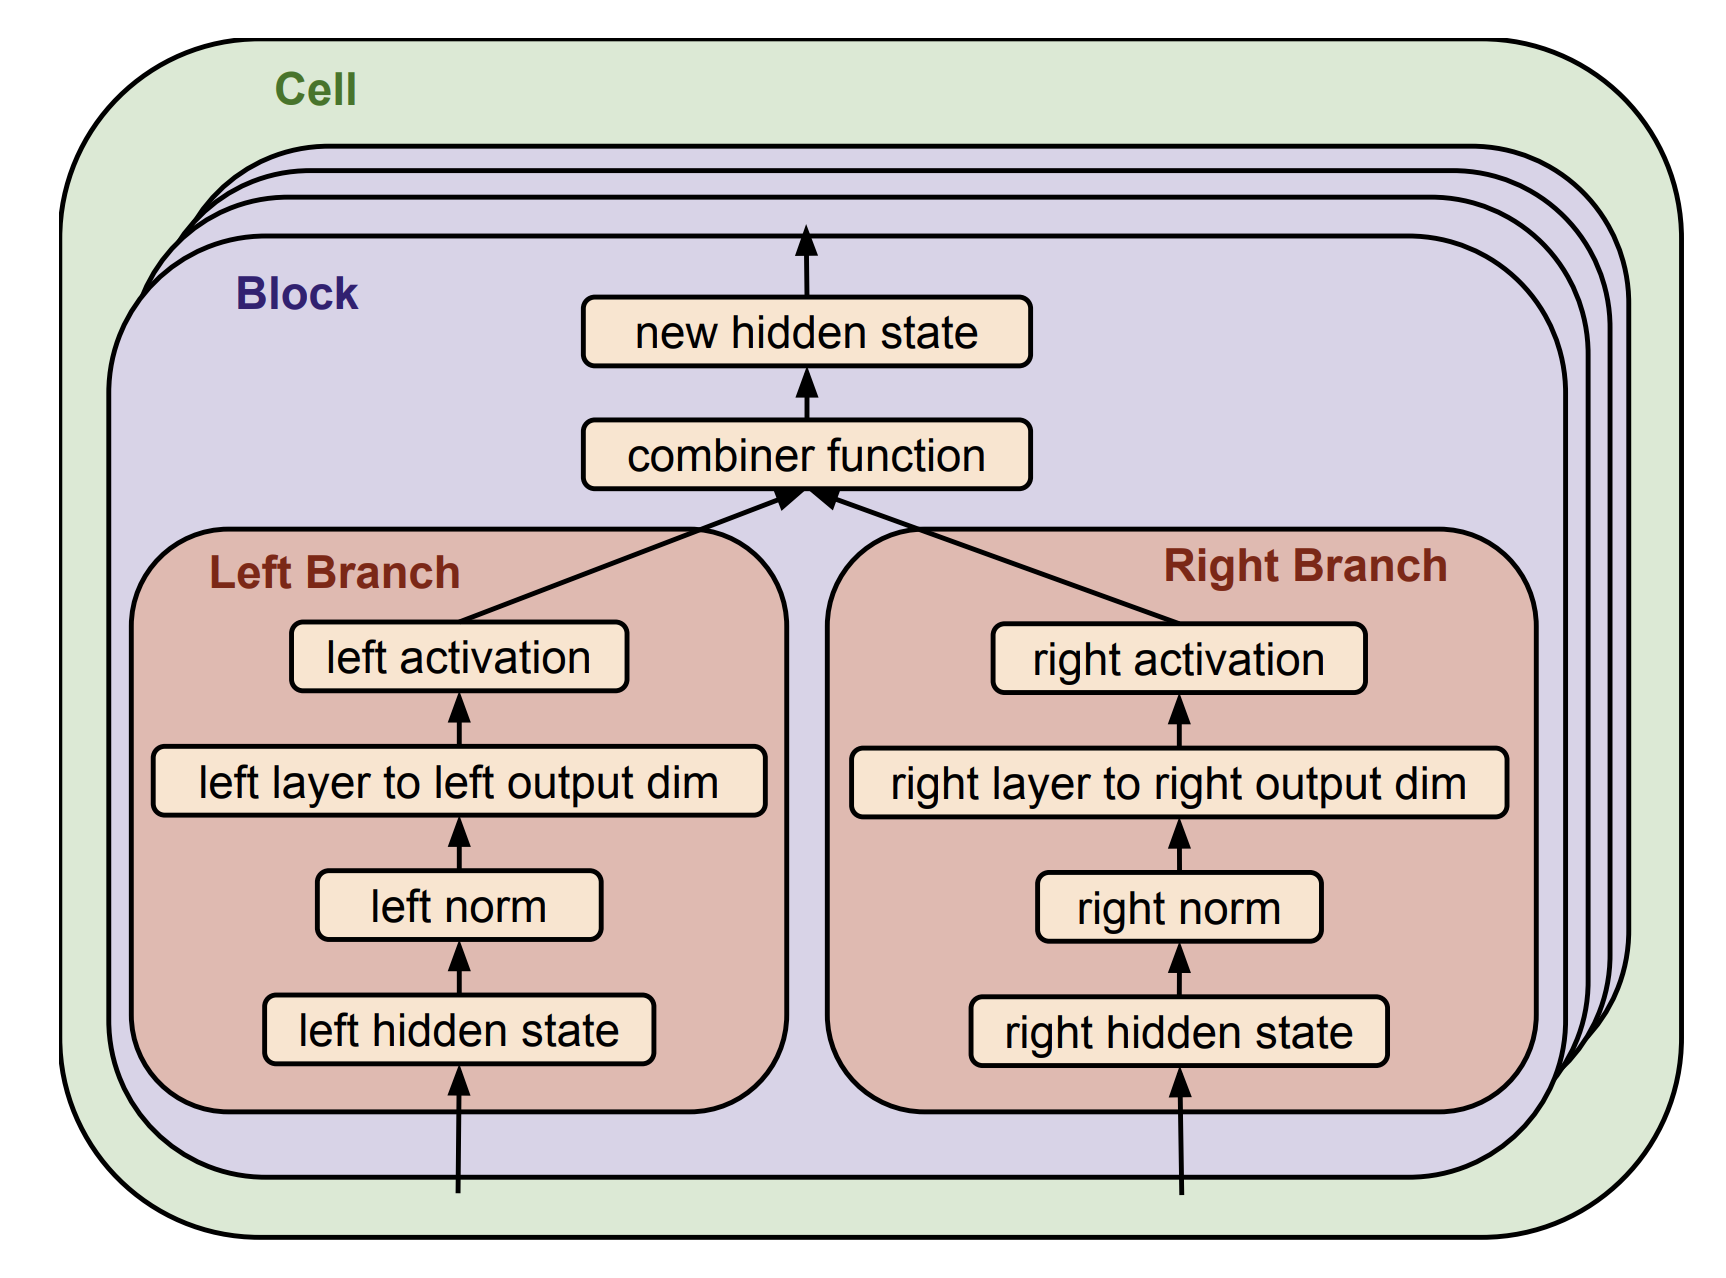 Cell
Block
new hidden state
combiner function
Left Branch
left activation
left layer to left output dim
left norm
left hidden state
Right Branch
right activation
right layer to right output dim
right norm
right hidden state